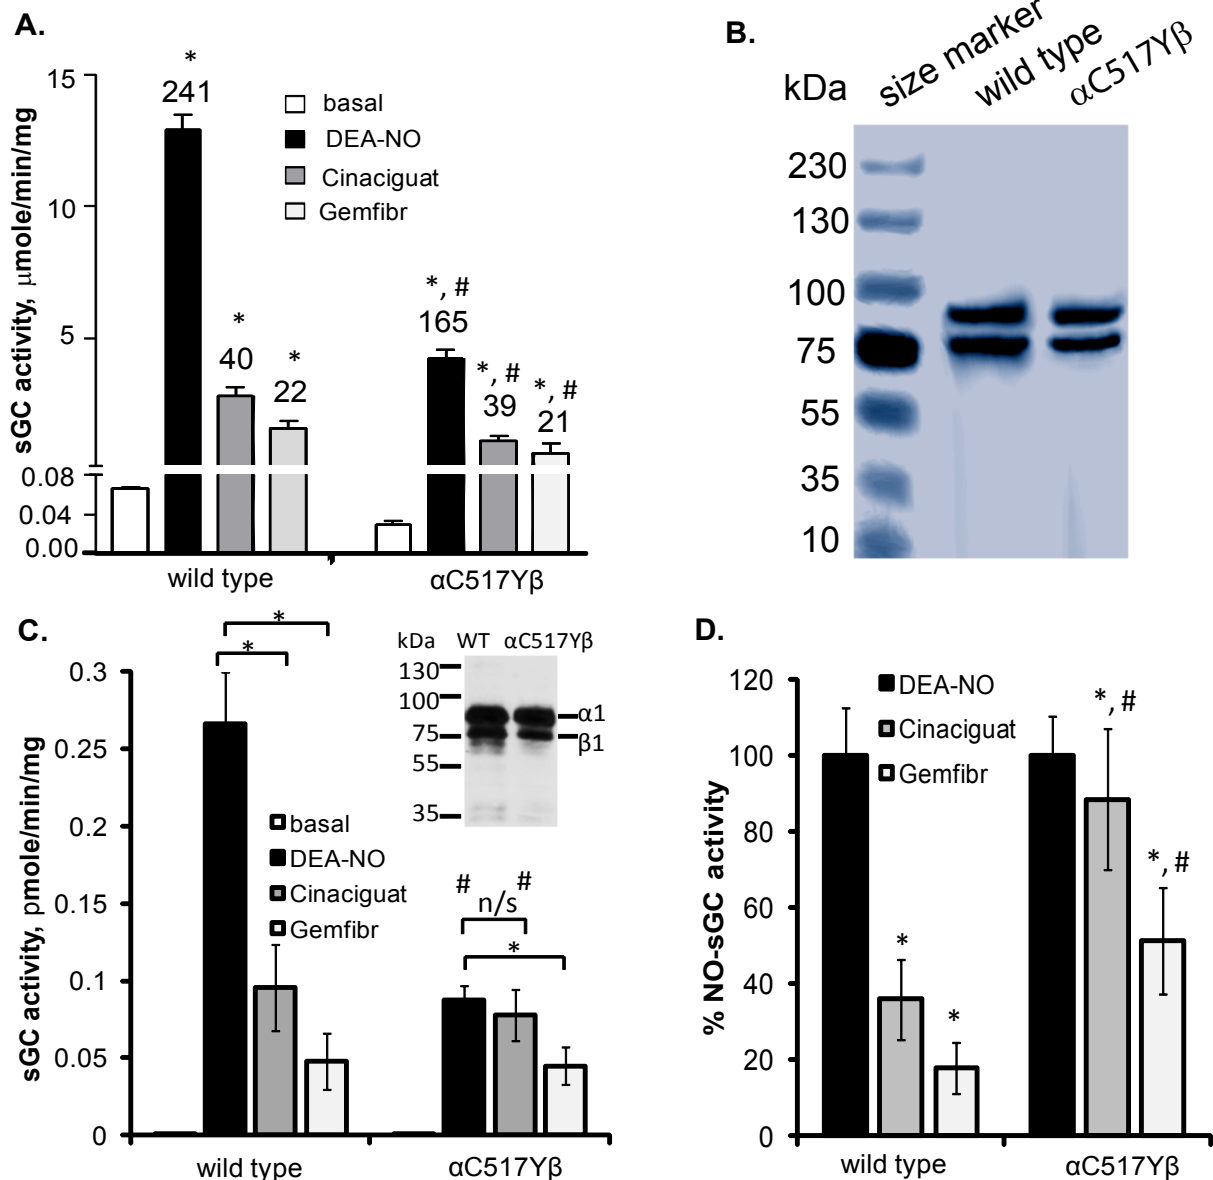 A.
sGC activity, μmole/min/mg
15
10
5
0.08
0.04
0.00
*
241
*
40
*
22
basal
DEA-NO
Cinaciguat
Gemfibr
*, #
165
*, #
39
*, #
21
wild type
αC517Yβ
B.
kDa
size marker
wild type
αC517Yβ
230
130
100
75
55
35
10
C.
sGC activity, pmole/min/mg
0.3
0.25
0.2
0.15
0.1
0.05
0
*
*
basal
DEA-NO
Cinaciguat
Gemfibr
kDa WT αC517Yβ
130
100
75
55
35
α1
β1
# #
n/s
*
wild type
αC517Yβ
D.
% NO-sGC activity
120
100
80
60
40
20
0
DEA-NO
Cinaciguat
Gemfibr
*
*
*, #
*, #
wild type
αC517Yβ